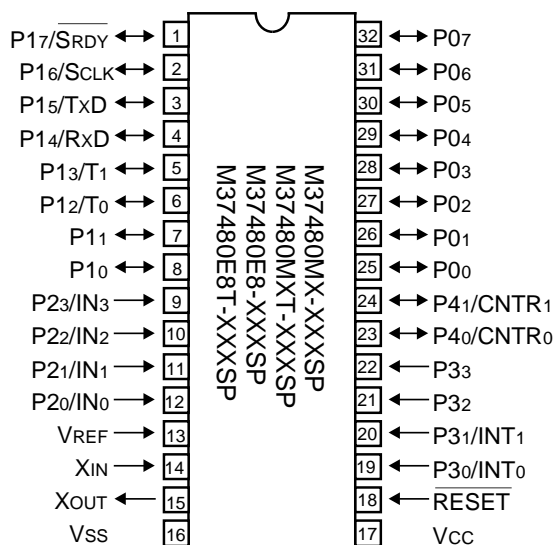 P17/SRDY 1 32 P07
P16/SCLK 2 31 P06
P15/TXD 3 30 P05
P14/RXD 4 29 P04
P13/T1 5 28 P03
P12/T0 6 27 P02
P11 7 26 P01
P10 8 25 P00
P23/IN3 9 24 P41/CNTR1
P22/IN2 10 23 P40/CNTR0
P21/IN1 11 22 P33
P20/IN0 12 21 P32
VREF 13 20 P31/INT1
XIN 14 19 P30/INT0
XOUT 15 18 RESET
VSS 16 17 VCC
M37480MX-XXXSP
M37480MXT-XXXSP
M37480E8-XXXSP
M37480E8T-XXXSP